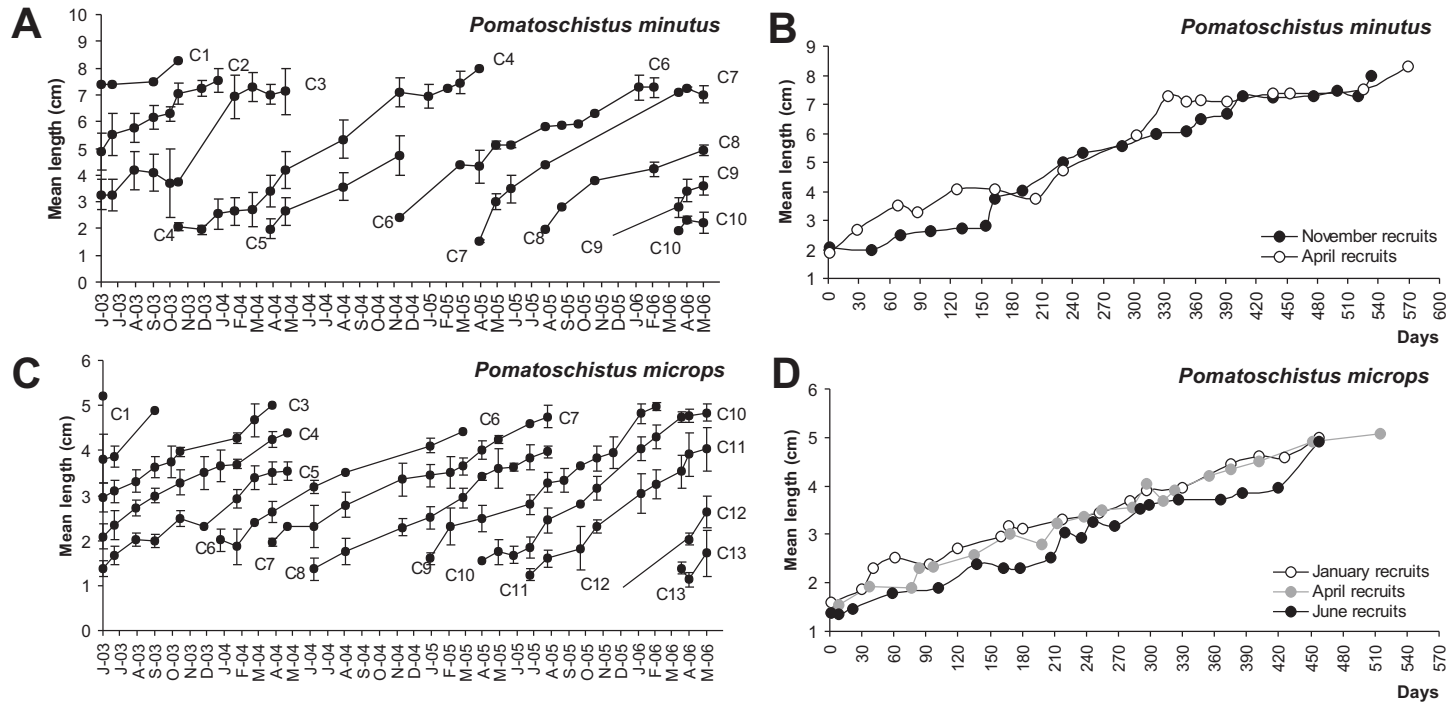 A
Pomatoschistus minutus
Mean length (cm)
10
9
8
7
6
5
4
3
2
1
0
C1
C2
C3
C4
C4
C5
C6
C6
C7
C7
C8
C8
C9
C9
C10
C10
J-03 J-03 A-03 S-03 O-03 N-03 D-03 J-04 F-04 M-04 A-04 M-04 J-04 J-04 A-04 S-04 O-04 N-04 D-04 J-05 F-05 M-05 A-05 M-05 J-05 J-05 A-05 S-05 O-05 N-05 D-05 J-06 F-06 M-06 A-06 M-06
B
Pomatoschistus minutus
Mean length (cm)
9
8
7
6
5
4
3
2
1
November recruits
April recruits
0 30 60 90 120 150 180 210 240 270 300 330 360 390 420 450 480 510 540 570 600
Days
C
Pomatoschistus microps
Mean length (cm)
6
5
4
3
2
1
0
C1
C3
C4
C5
C6
C7
C8
C6
C7
C9
C10
C11
C12
C10
C11
C12
C13
C13
J-03 J-03 A-03 S-03 O-03 N-03 D-03 J-04 F-04 M-04 A-04 M-04 J-04 J-04 A-04 S-04 O-04 N-04 D-04 J-05 F-05 M-05 A-05 M-05 J-05 J-05 A-05 S-05 O-05 N-05 D-05 J-06 F-06 M-06 A-06 M-06
D
Pomatoschistus microps
Mean length (cm)
6
5
4
3
2
1
January recruits
April recruits
June recruits
0 30 60 90 120 150 180 210 240 270 300 330 360 390 420 450 480 510 540 570
Days